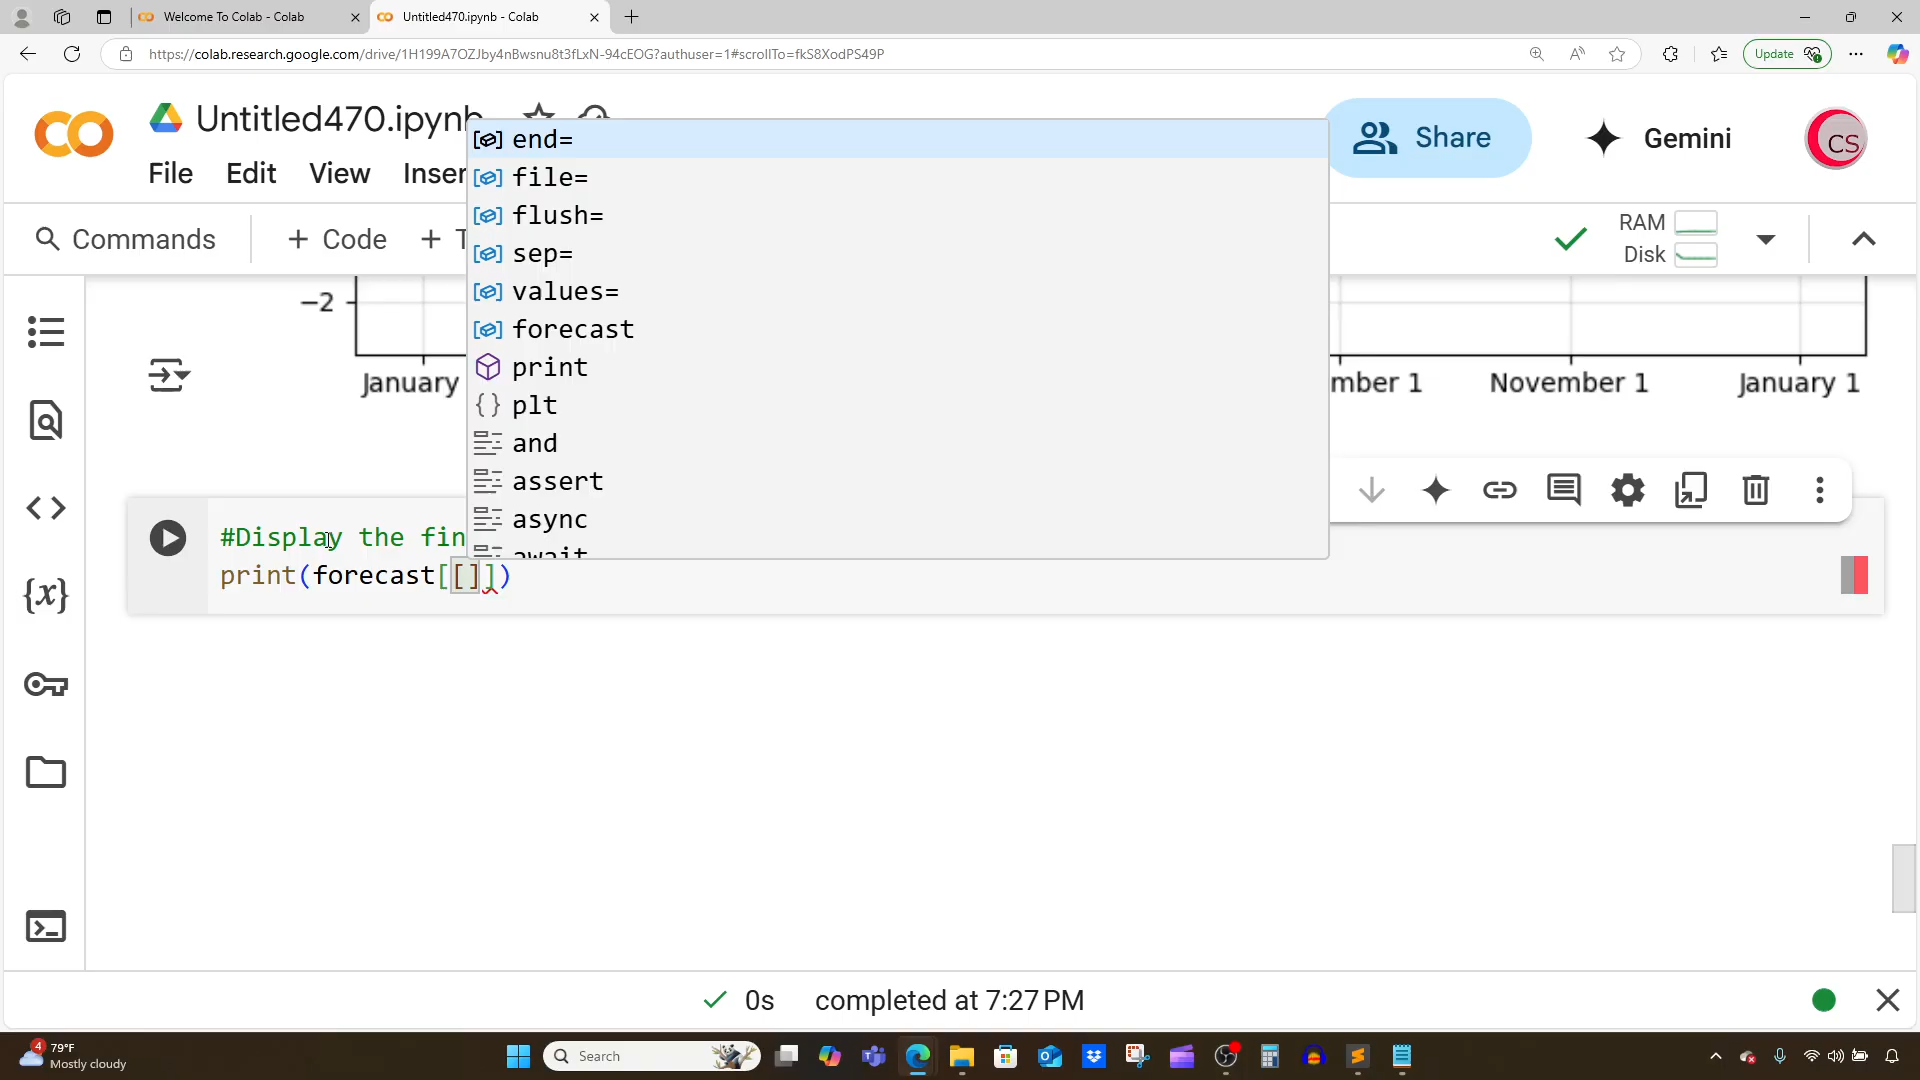 Welcome To Colab - Colab
Untitled470.ipynb - Colab
https://colab.research.google.com/drive/1H199A7OZJby4nBwsnu8t3fLxN-94cEOG?authuser=1#scrollTo=fkS8XodPS49P
Update
Untitled470.ipynb
File Edit View Inser
Share
Gemini
CS
Commands
+ Code + T
RAM
Disk
end=
file=
flush=
sep=
values=
forecast
print
plt
and
assert
async
await
−2
January
mber 1 November 1 January 1
#Display the fin
print(forecast[[]])
{x}
0s completed at 7:27 PM
4
79°F
Mostly cloudy
Search